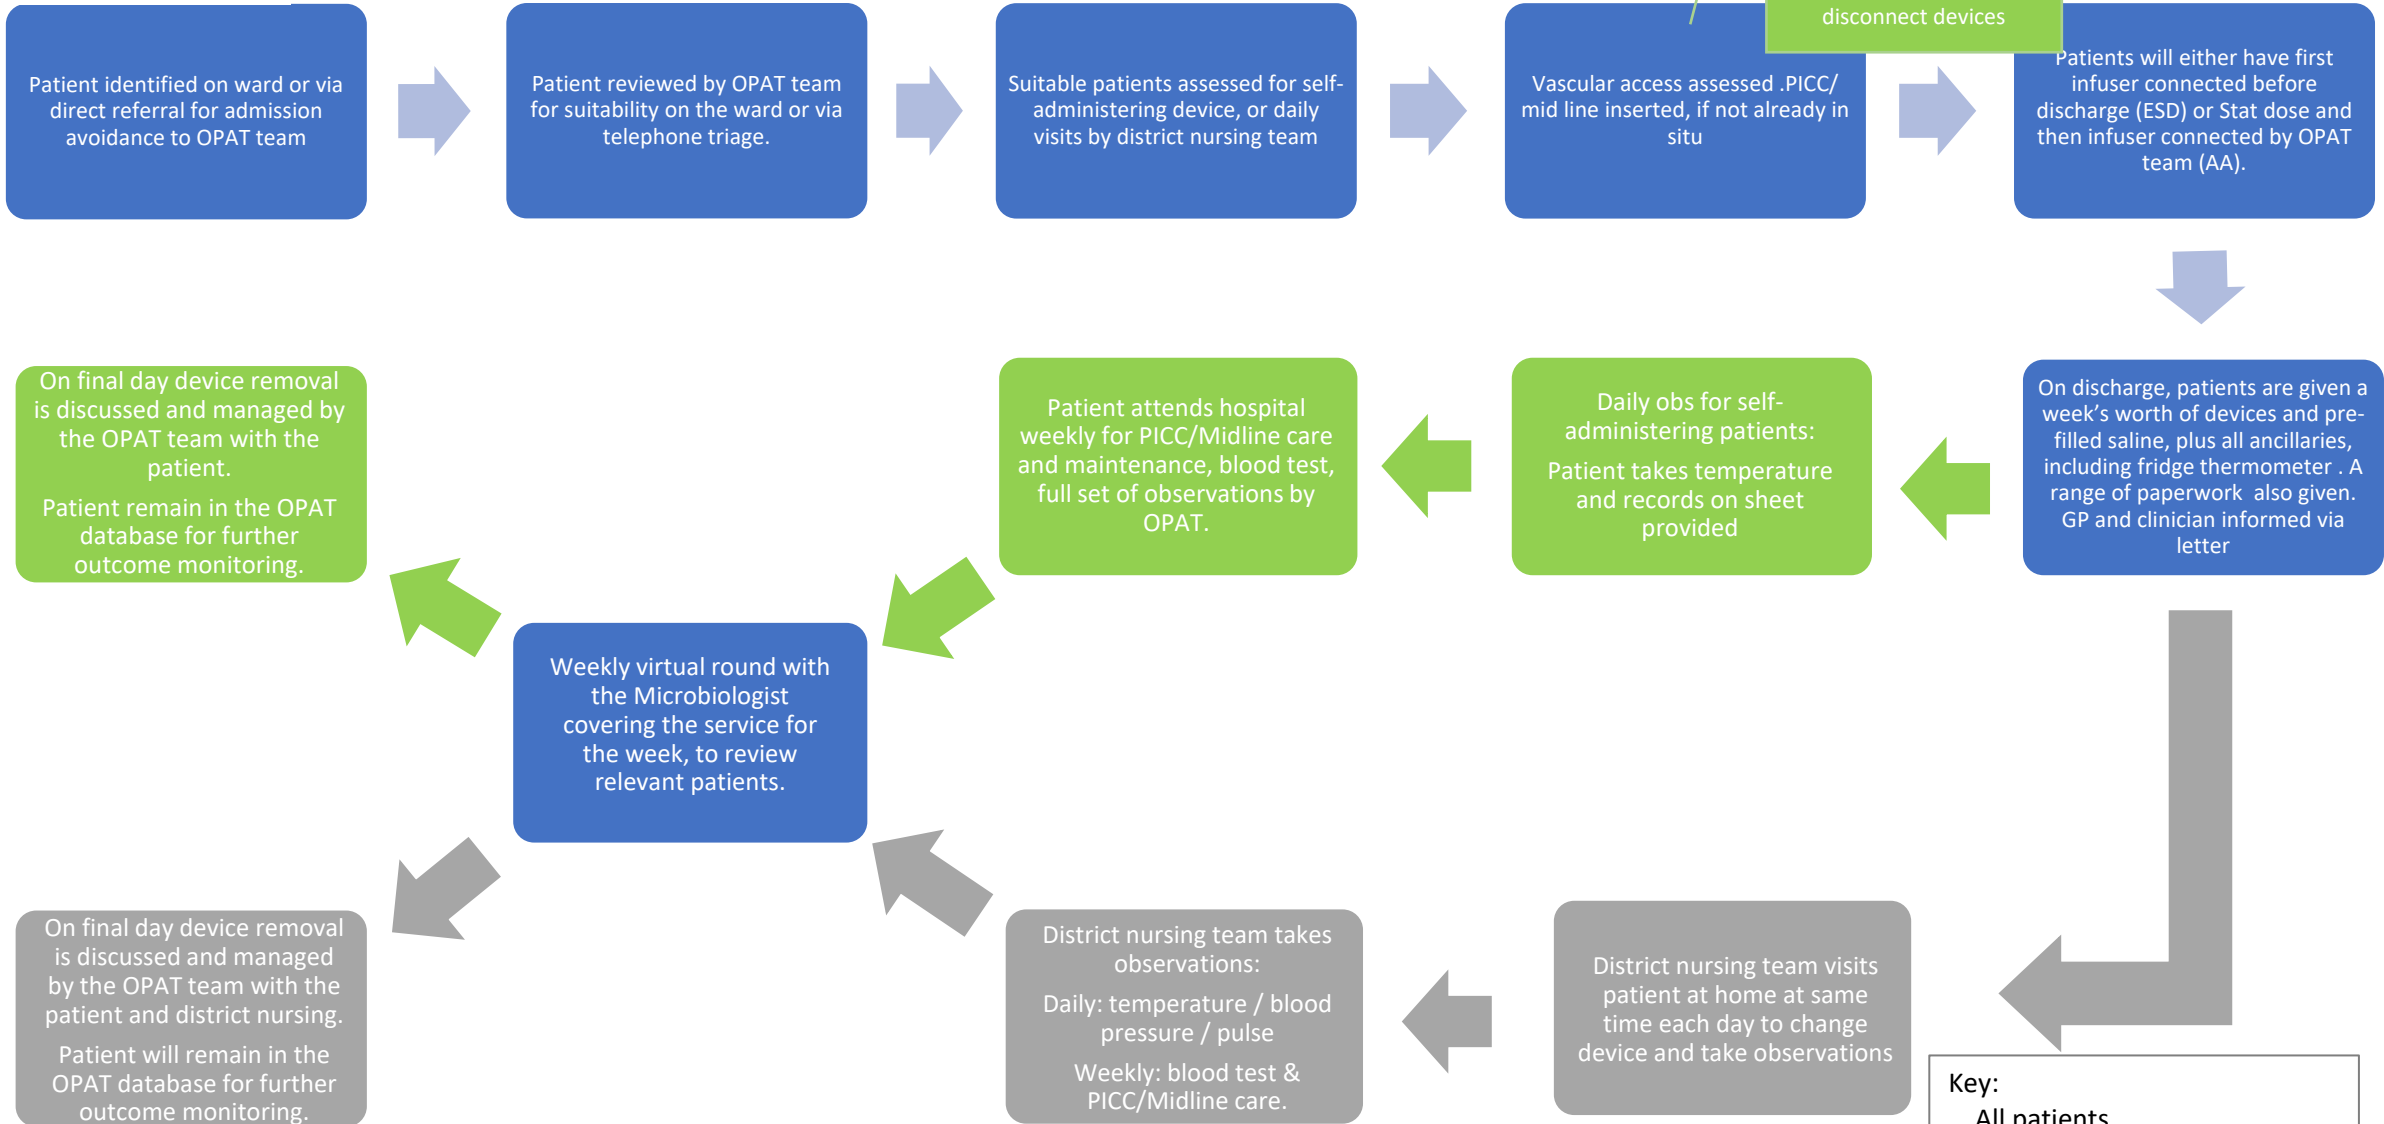 disconnect devices
Patient identified on ward or via
direct referral for admission
avoidance to OPAT team
Patient reviewed by OPAT team
for suitability on the ward or via
telephone triage.
Suitable patients assessed for self-
administering device, or daily
visits by district nursing team
Vascular access assessed .PICC/
mid line inserted, if not already in
situ
Patients will either have first
infuser connected before
discharge (ESD) or Stat dose and
then infuser connected by OPAT
team (AA).
On discharge, patients are given a
week’s worth of devices and pre-
filled saline, plus all ancillaries,
including fridge thermometer . A
range of paperwork also given.
GP and clinician informed via
letter
Daily obs for self-
administering patients:
Patient takes temperature
and records on sheet
provided
Patient attends hospital
weekly for PICC/Midline care
and maintenance, blood test,
full set of observations by
OPAT.
On final day device removal
is discussed and managed by
the OPAT team with the
patient.
Patient remain in the OPAT
database for further
outcome monitoring.
Weekly virtual round with
the Microbiologist
covering the service for
the week, to review
relevant patients.
On final day device removal
is discussed and managed
by the OPAT team with the
patient and district nursing.
Patient will remain in the
OPAT database for further
outcome monitoring.
District nursing team takes
observations:
Daily: temperature / blood
pressure / pulse
Weekly: blood test &
PICC/Midline care.
District nursing team visits
patient at home at same
time each day to change
device and take observations
Key:
All patients